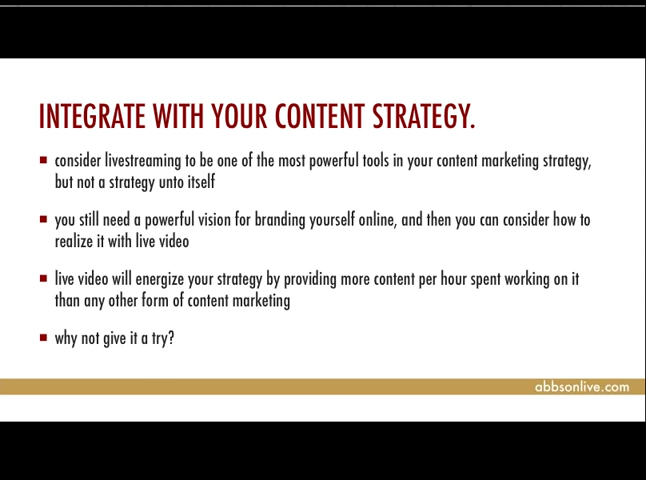 INTEGRATE WITH YOUR CONTENT STRATEGY.
consider livestreaming to be one of the most powerful tools in your content marketing strategy,
but not a strategy unto itself
you still need a powerful vision for branding yourself online, and then you can consider how to
realize it with live video
live video will energize your strategy by providing more content per hour spent working on it
than any other form of content marketing
why not give it a try?
abbsonlive.com